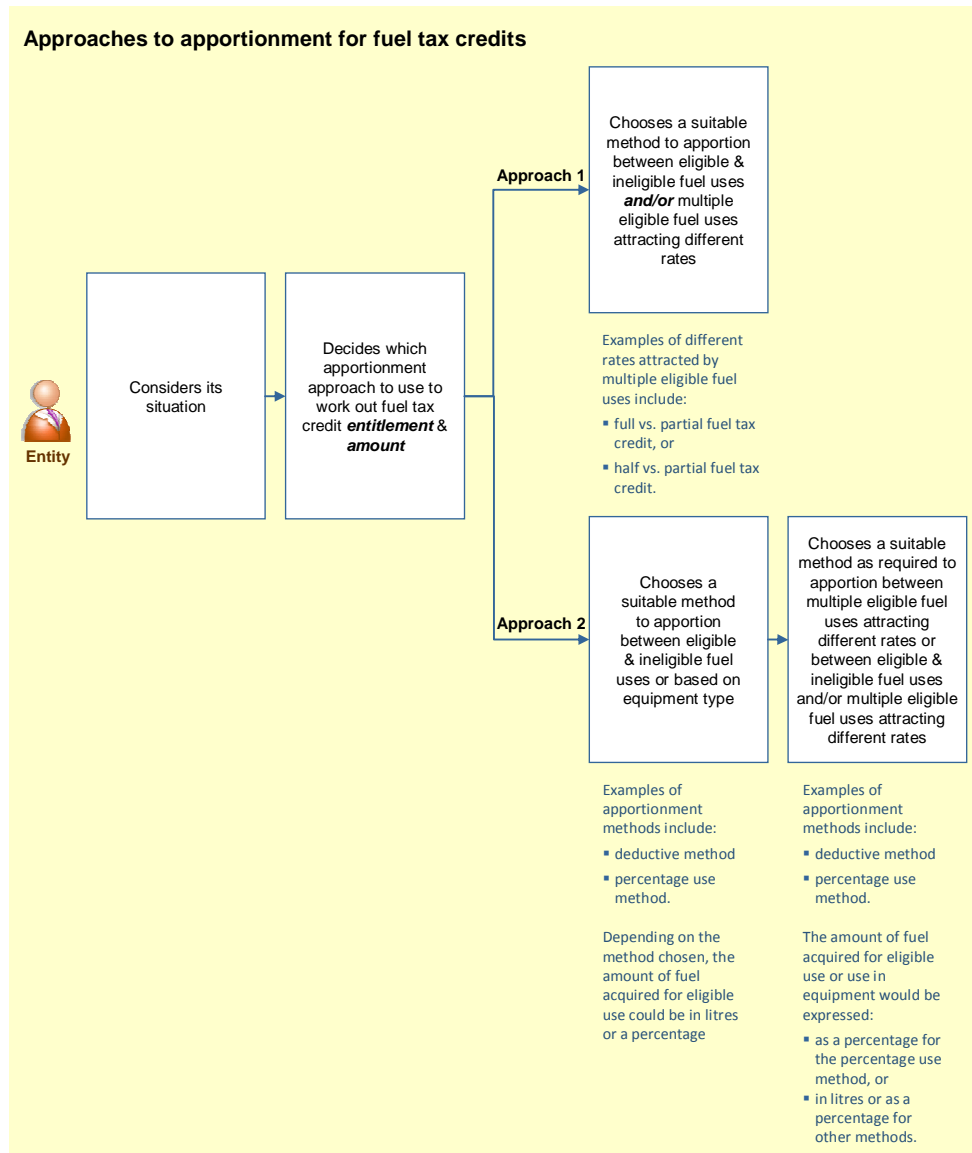 Approaches to apportionment for fuel tax credits
Entity
Considers its
situation
Decides which
apportionment
approach to use to
work out fuel tax
credit entitlement &
amount
Approach 1
Chooses a suitable
method to apportion
between eligible &
ineligible fuel uses
and/or multiple
eligible fuel uses
attracting different
rates
Examples of different
rates attracted by
multiple eligible fuel
uses include:
▪ full vs. partial fuel tax
credit, or
▪ half vs. partial fuel tax
credit.
Approach 2
Chooses a
suitable method
to apportion
between eligible
& ineligible fuel
uses or based on
equipment type
Examples of
apportionment
methods include:
▪ deductive method
▪ percentage use
method.
Depending on the
method chosen, the
amount of fuel
acquired for eligible
use could be in litres
or a percentage
Chooses a suitable
method as required to
apportion between
multiple eligible fuel
uses attracting
different rates or
between eligible &
ineligible fuel uses
and/or multiple eligible
fuel uses attracting
different rates
Examples of
apportionment
methods include:
▪ deductive method
▪ percentage use
method.
The amount of fuel
acquired for eligible
use or use in
equipment would be
expressed:
▪ as a percentage for
the percentage use
method, or
▪ in litres or as a
percentage for
other methods.